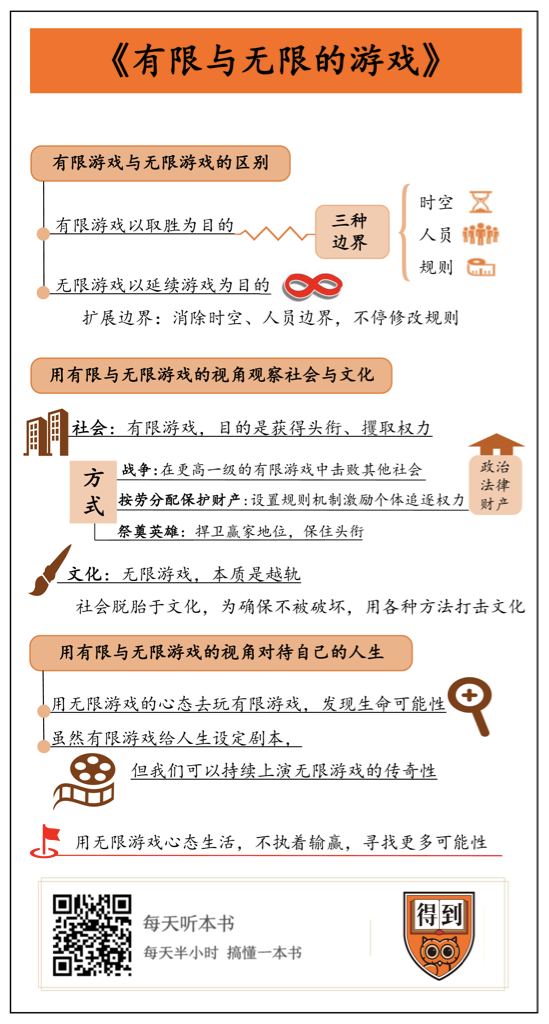 《有限与无限的游戏》
有限游戏与无限游戏的区别
有限游戏以取胜为目的
三种
边界
时空
人员
规则
无限游戏以延续游戏为目的
扩展边界：消除时空、人员边界，不停修改规则
用有限与无限游戏的视角观察社会与文化
社会：有限游戏，目的是获得头衔、攫取权力
方
式
战争：在更高一级的有限游戏中击败其他社会
按劳分配保护财产：设置规则机制激励个体追逐权力
祭奠英雄：捍卫赢家地位，保住头衔
政治
法律
财产
文化：无限游戏，本质是越轨
社会脱胎于文化，为确保不被破坏，用各种方法打击文化
用有限与无限游戏的视角对待自己的人生
用无限游戏的心态去玩有限游戏，发现生命可能性
虽然有限游戏给人生设定剧本，
但我们可以持续上演无限游戏的传奇性
用无限游戏心态生活，不执着输赢，寻找更多可能性
每天听本书
每天半小时 搞懂一本书
得到